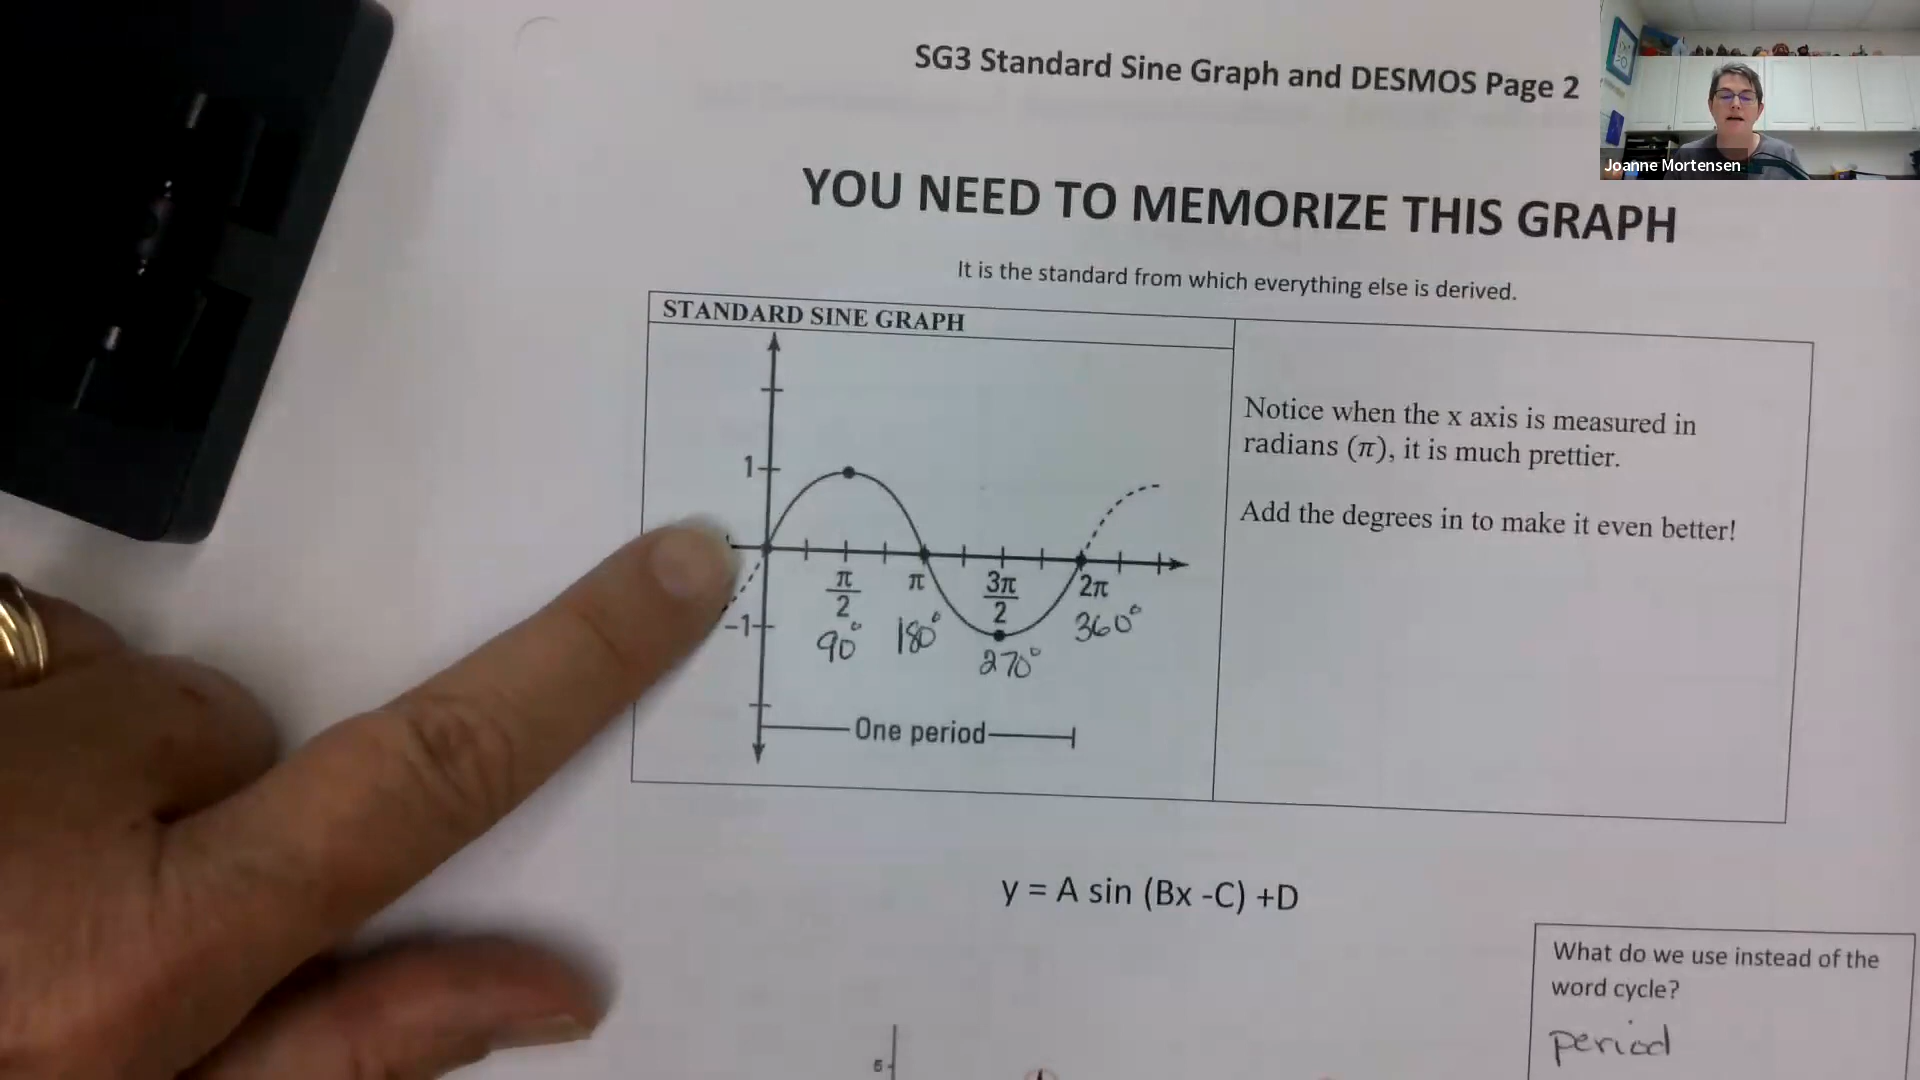 SG3 Standard Sine Graph and DESMOS Page 2
Joanne Mortensen
YOU NEED TO MEMORIZE THIS GRAPH
It is the standard from which everything else is derived.
STANDARD SINE GRAPH
1
-1
π/2
π
3π/2
2π
90°
180°
270°
360°
One period
Notice when the x axis is measured in
radians (π), it is much prettier.
Add the degrees in to make it even better!
y = A sin (Bx -C) +D
What do we use instead of the
word cycle?
period
6